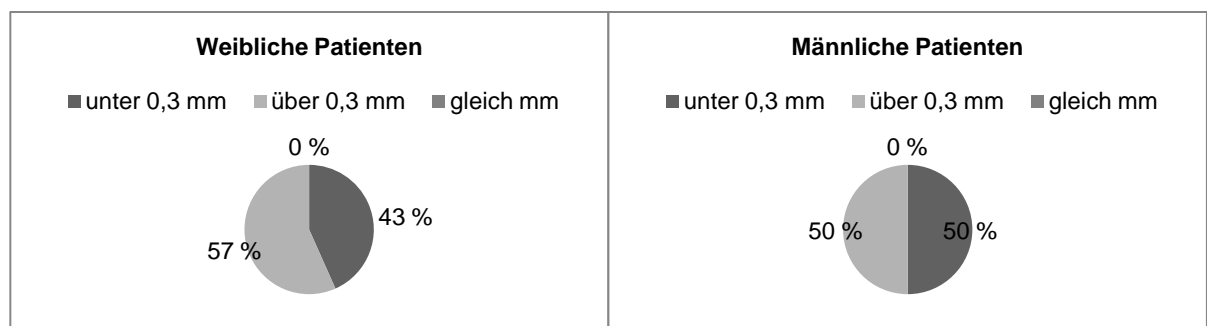 Weibliche Patienten
unter 0,3 mm über 0,3 mm gleich mm
0 %
43 %
57 %
Männliche Patienten
unter 0,3 mm über 0,3 mm gleich mm
0 %
50 % 50 %